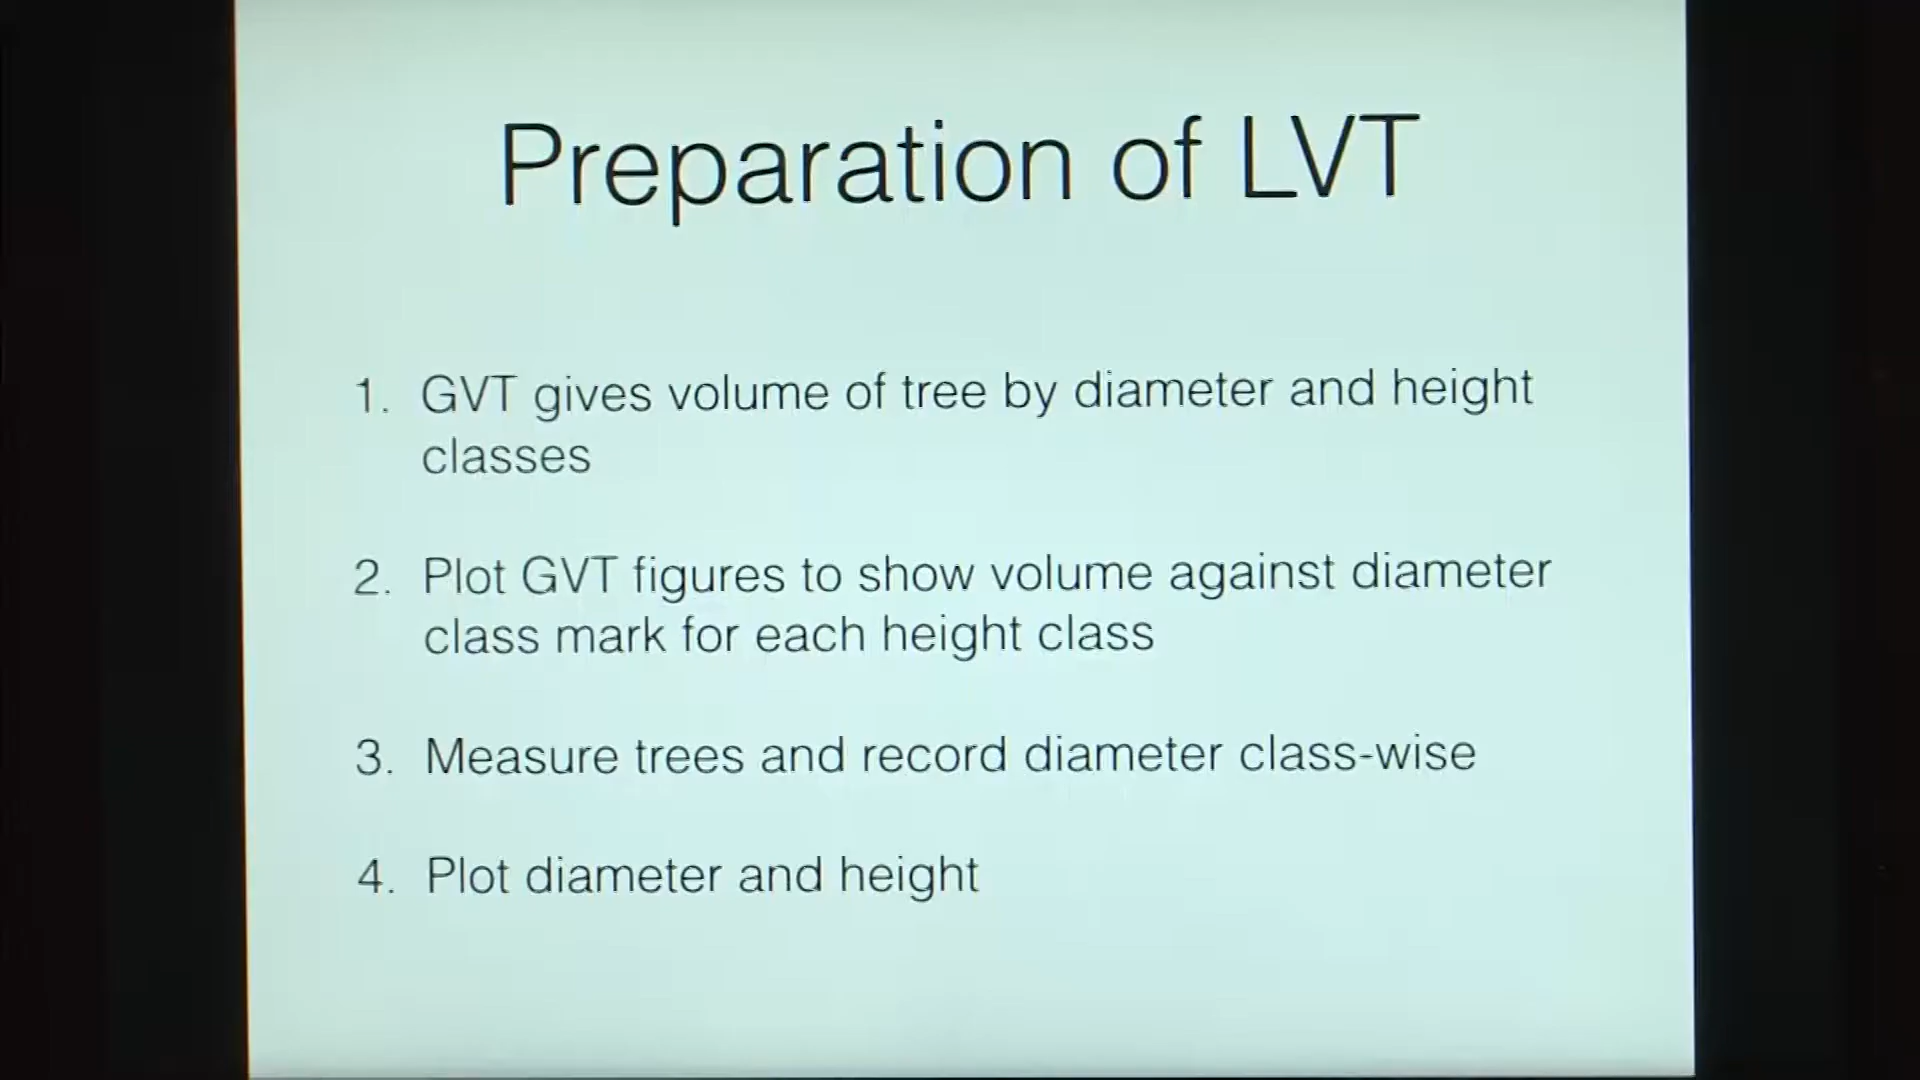 Preparation of LVT
1. GVT gives volume of tree by diameter and height
classes
2. Plot GVT figures to show volume against diameter
class mark for each height class
3. Measure trees and record diameter class-wise
4. Plot diameter and height